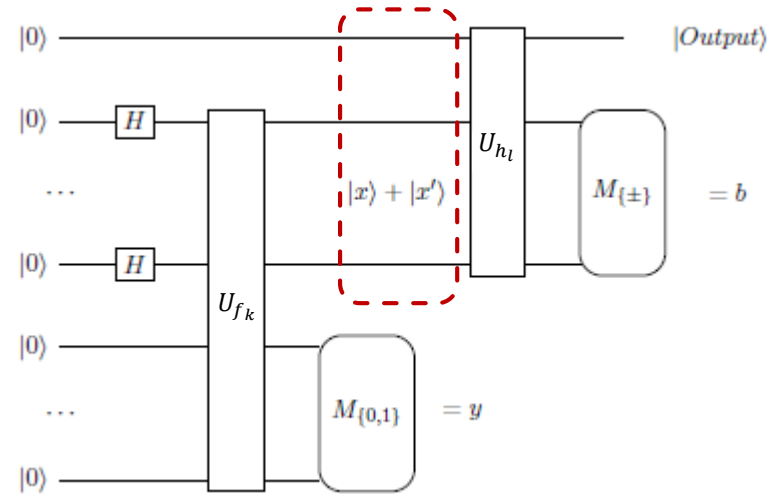 |0⟩ |Output⟩
|0⟩ H
U_{h_l}
... |x⟩ + |x′⟩ M_{±} = b
|0⟩ H
U_{f_k}
|0⟩
... M_{0,1} = y
|0⟩